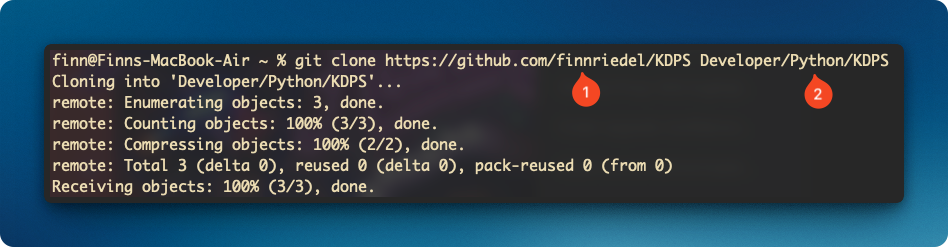 finn@Finns-MacBook-Air ~ % git clone https://github.com/finnriedel/KDPS Developer/Python/KDPS
Cloning into 'Developer/Python/KDPS'...
1
2
remote: Enumerating objects: 3, done.
remote: Counting objects: 100% (3/3), done.
remote: Compressing objects: 100% (2/2), done.
remote: Total 3 (delta 0), reused 0 (delta 0), pack-reused 0 (from 0)
Receiving objects: 100% (3/3), done.